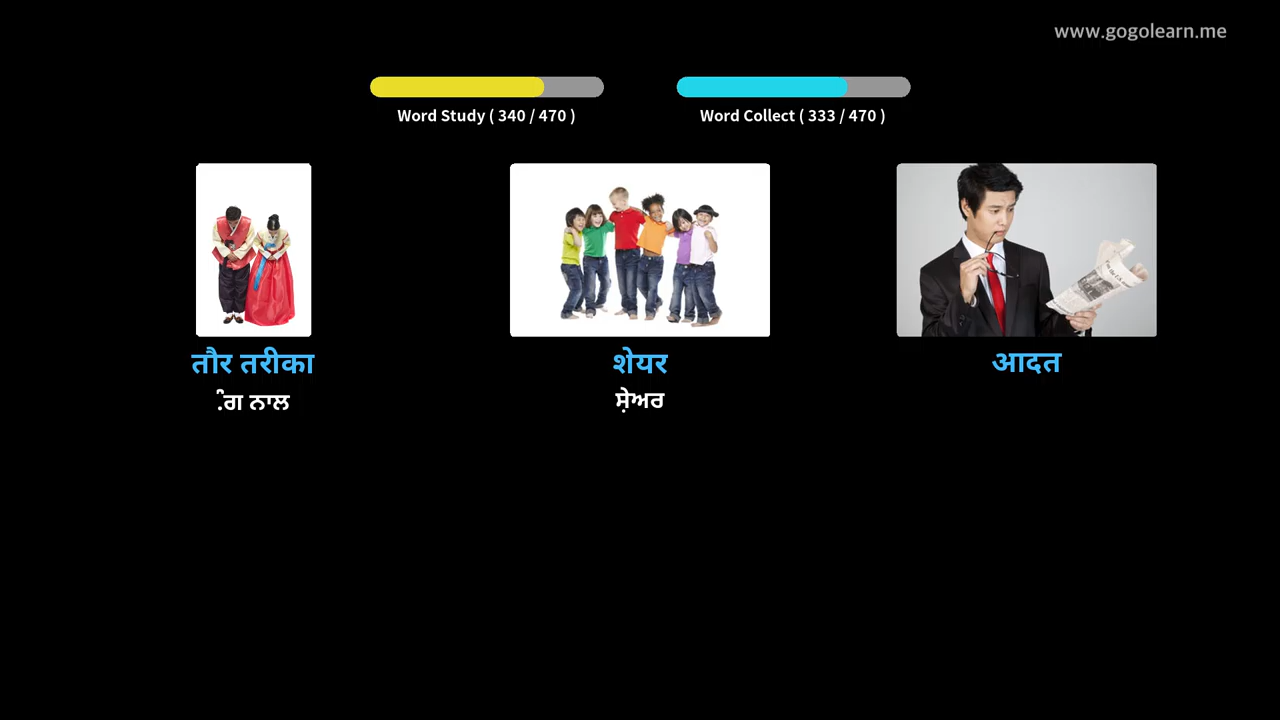 www.gogolearn.me
Word Study ( 340 / 470 )
Word Collect ( 333 / 470 )
तौर तरीका
शेयर
आदत
.ੰਗ ਨਾਲ
ਸ਼ੇਅਰ